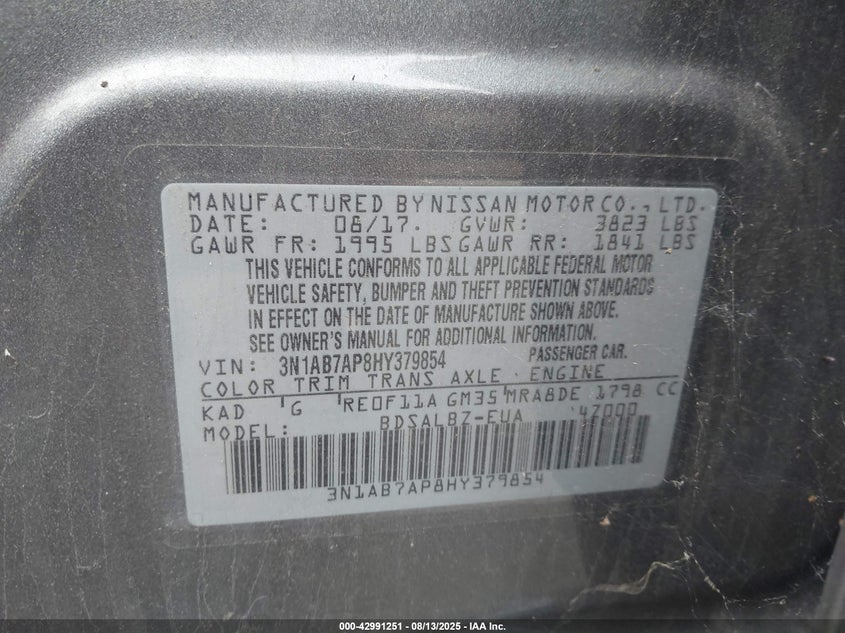 MANUFACTURED BY NISSAN MOTOR CO., LTD.
DATE: 08/17. GVWR: 3823 LBS
GAWR FR: 1995 LBS GAWR RR: 1841 LBS
THIS VEHICLE CONFORMS TO ALL APPLICABLE FEDERAL MOTOR
VEHICLE SAFETY, BUMPER AND THEFT PREVENTION STANDARDS
IN EFFECT ON THE DATE OF MANUFACTURE SHOWN ABOVE.
SEE OWNER'S MANUAL FOR ADDITIONAL INFORMATION.
VIN: 3N1AB7AP8HY379854 PASSENGER CAR.
COLOR TRIM TRANS AXLE ENGINE
KAD G RE0F11A GM35 MRA8DE 1798 CC
MODEL: BDSALBZ-EUA 47000
3N1AB7AP8HY379854
000-42991251 - 08/13/2025 - IAA Inc.